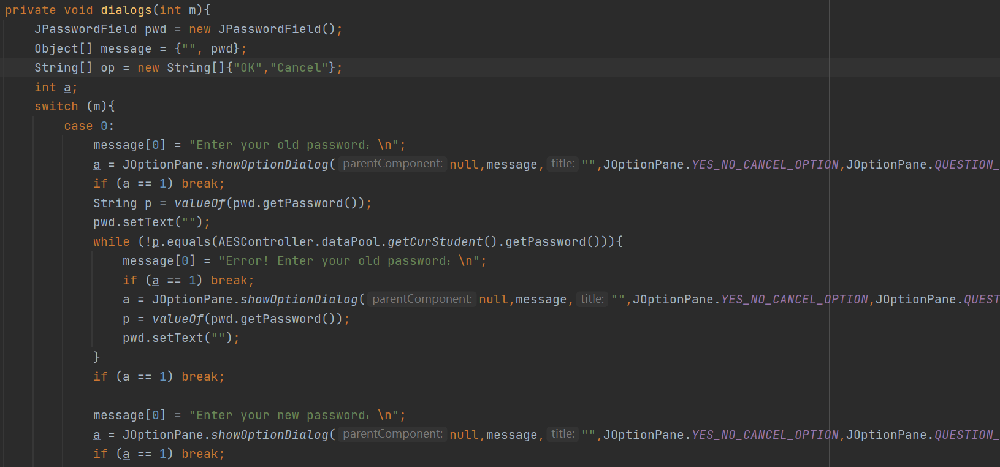 private void dialogs(int m){
JPasswordField pwd = new JPasswordField();
Object[] message = {"", pwd};
String[] op = new String[]{"OK","Cancel"};
int a;
switch (m){
case 0:
message[0] = "Enter your old password：\n";
a = JOptionPane.showOptionDialog( parentComponent: null,message, title: "",JOptionPane.YES_NO_CANCEL_OPTION,JOptionPane.QUESTION_
if (a == 1) break;
String p = valueOf(pwd.getPassword());
pwd.setText("");
while (!p.equals(AESController.dataPool.getCurStudent().getPassword())){
message[0] = "Error! Enter your old password：\n";
if (a == 1) break;
a = JOptionPane.showOptionDialog( parentComponent: null,message, title: "",JOptionPane.YES_NO_CANCEL_OPTION,JOptionPane.QUEST
p = valueOf(pwd.getPassword());
pwd.setText("");
}
if (a == 1) break;
message[0] = "Enter your new password：\n";
a = JOptionPane.showOptionDialog( parentComponent: null,message, title: "",JOptionPane.YES_NO_CANCEL_OPTION,JOptionPane.QUESTION_
if (a == 1) break;